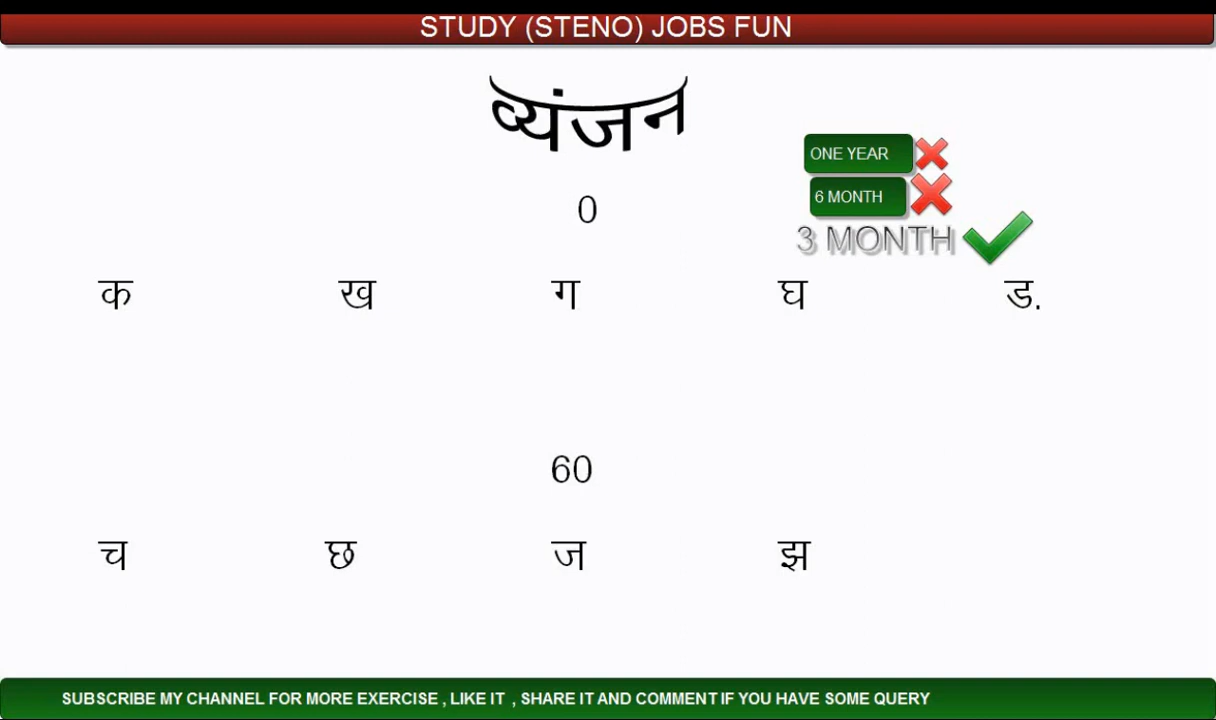 STUDY (STENO) JOBS FUN
व्यंजन
ONE YEAR
6 MONTH
3 MONTH
0
क ख ग घ ड.
60
च छ ज झ
SUBSCRIBE MY CHANNEL FOR MORE EXERCISE , LIKE IT , SHARE IT AND COMMENT IF YOU HAVE SOME QUERY